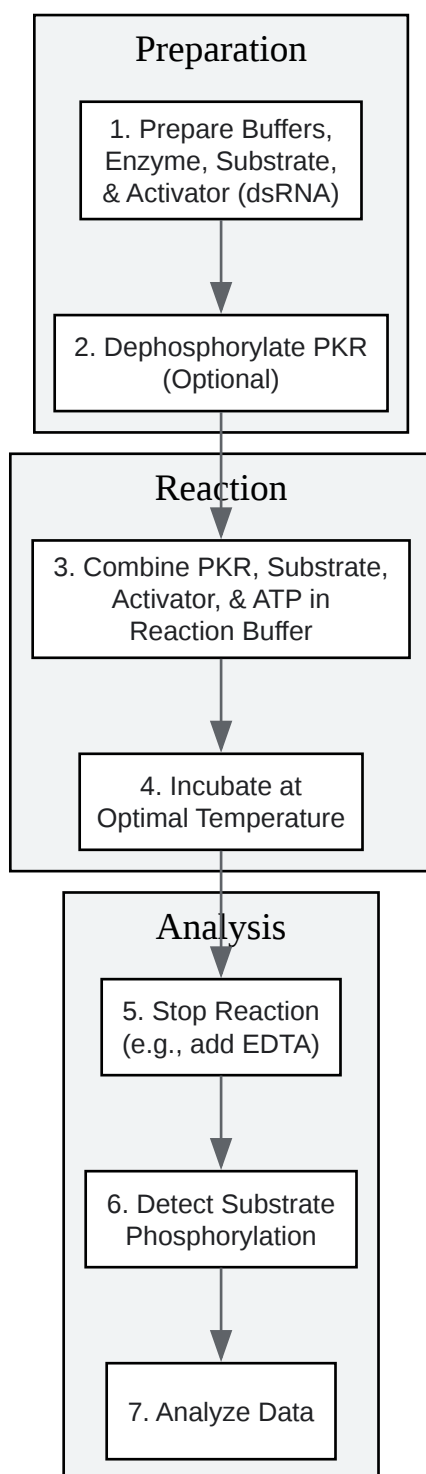 Preparation
1. Prepare Buffers,
Enzyme, Substrate,
& Activator (dsRNA)
2. Dephosphorylate PKR
(Optional)
Reaction
3. Combine PKR, Substrate,
Activator, & ATP in
Reaction Buffer
4. Incubate at
Optimal Temperature
Analysis
5. Stop Reaction
(e.g., add EDTA)
6. Detect Substrate
Phosphorylation
7. Analyze Data